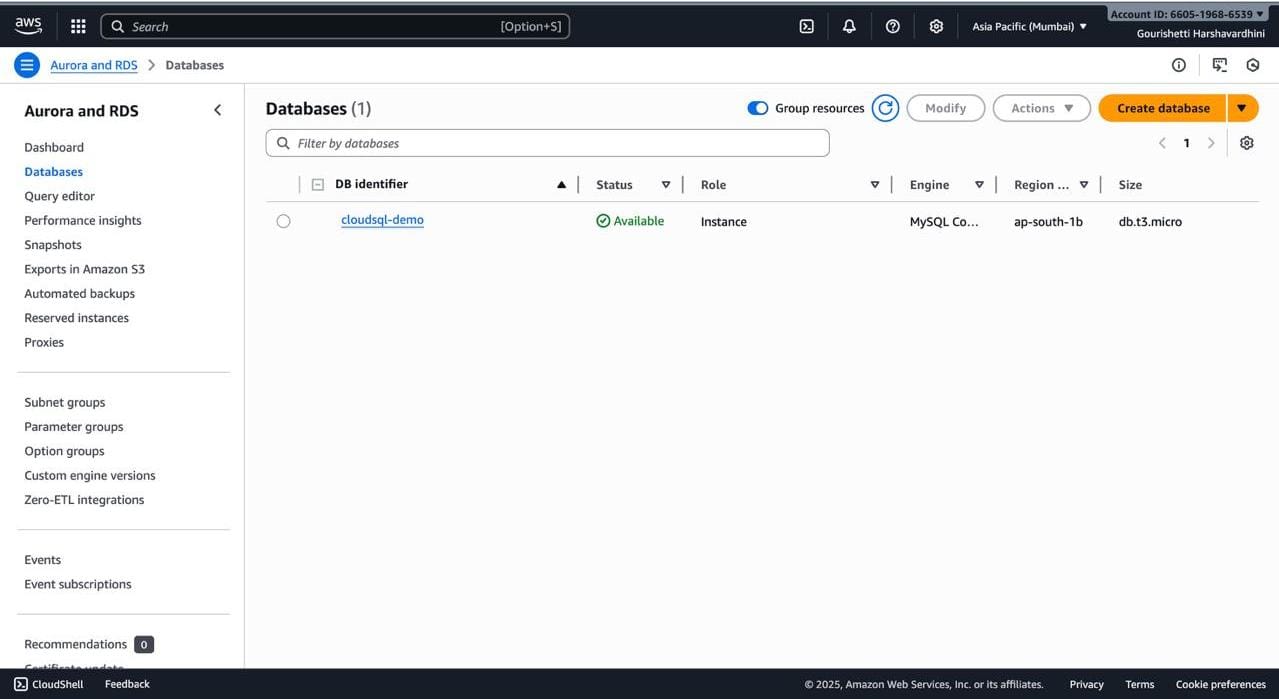 aws
Search [Option+S]
Asia Pacific (Mumbai)
Account ID: 6605-1968-6539
Gourishetti Harshavardhini
Aurora and RDS > Databases
Aurora and RDS
Dashboard
Databases
Query editor
Performance insights
Snapshots
Exports in Amazon S3
Automated backups
Reserved instances
Proxies
Subnet groups
Parameter groups
Option groups
Custom engine versions
Zero-ETL integrations
Events
Event subscriptions
Recommendations 0
Certificate update
Databases (1)
Group resources
Modify
Actions
Create database
Filter by databases
1
DB identifier Status Role Engine Region ... Size
cloudsql-demo Available Instance MySQL Co... ap-south-1b db.t3.micro
CloudShell Feedback
© 2025, Amazon Web Services, Inc. or its affiliates. Privacy Terms Cookie preferences